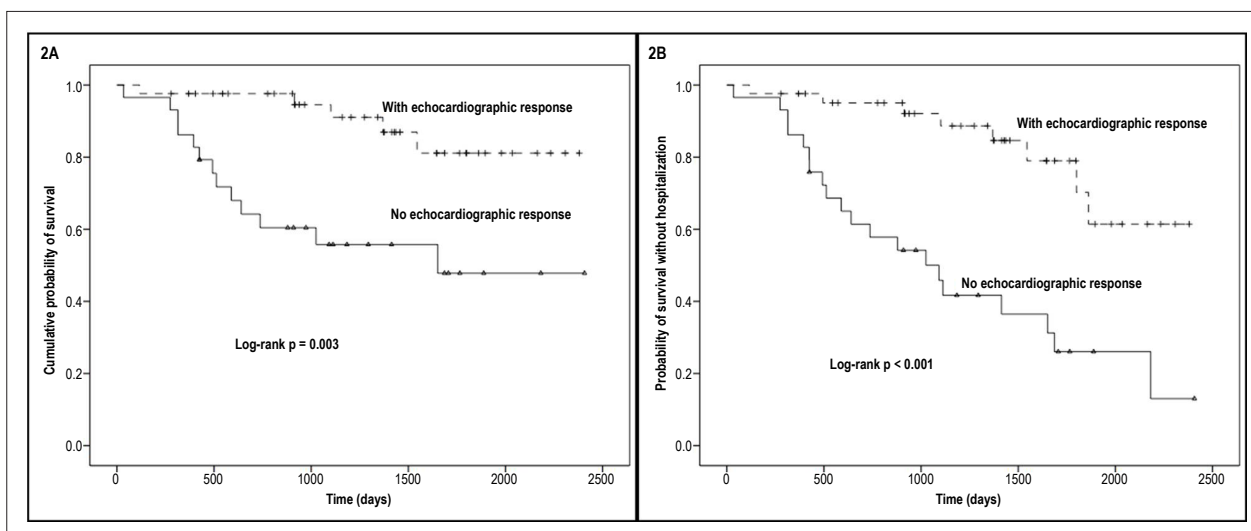 2A
Cumulative probability of survival
1.0
0.8
0.6
0.4
0.2
0.0
With echocardiographic response
No echocardiographic response
Log-rank p = 0.003
0 500 1000 1500 2000 2500
Time (days)
2B
Probability of survival without hospitalization
1.0
0.8
0.6
0.4
0.2
0.0
With echocardiographic response
No echocardiographic response
Log-rank p < 0.001
0 500 1000 1500 2000 2500
Time (days)